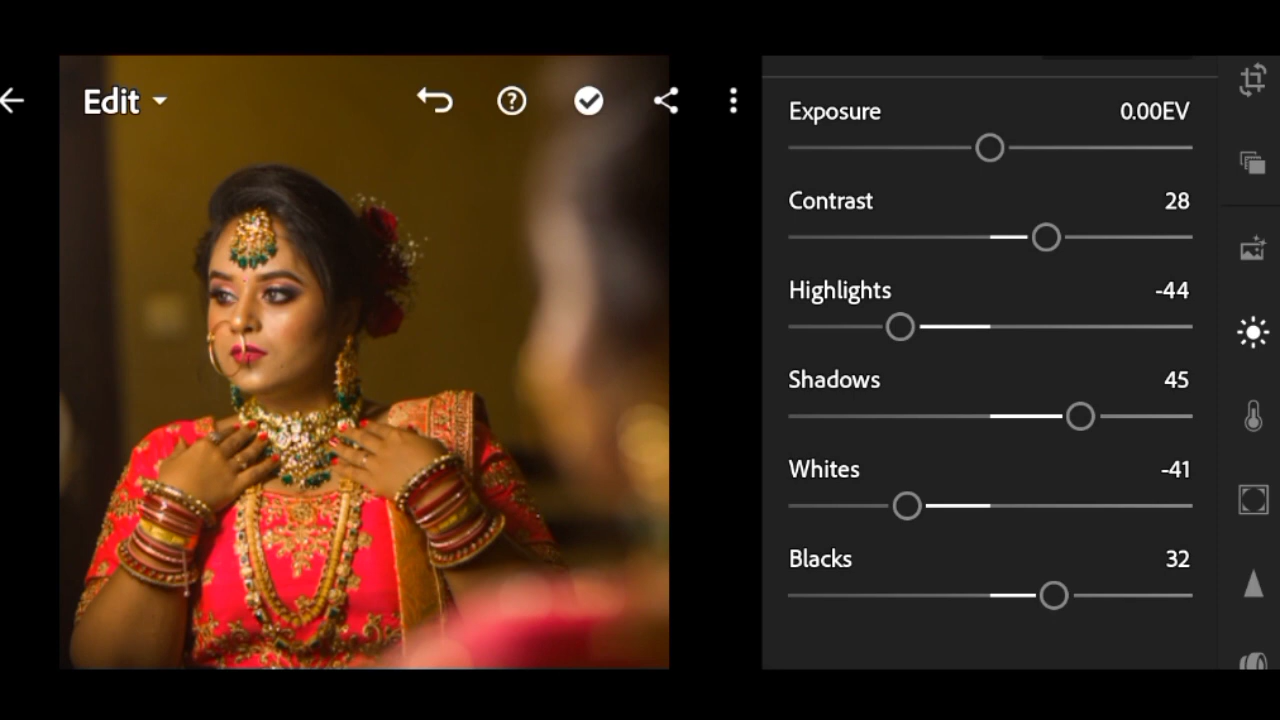 Edit
Exposure 0.00EV
Contrast 28
Highlights -44
Shadows 45
Whites -41
Blacks 32